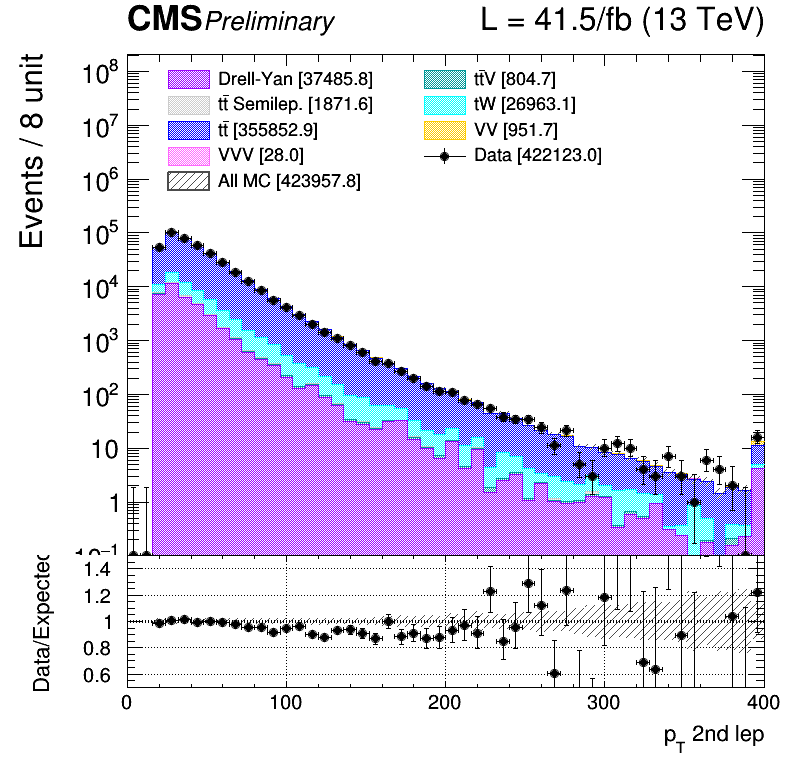 CMS Preliminary L = 41.5/fb (13 TeV)
Events / 8 unit
10⁸
10⁷
10⁶
10⁵
10⁴
10³
10²
10
1
10⁻¹
Drell-Yan [37485.8]
tt̄ Semilep. [1871.6]
tt̄ [355852.9]
VVV [28.0]
All MC [423957.8]
tt̄V [804.7]
tW [26963.1]
VV [951.7]
Data [422123.0]
Data/Expected
1.4
1.2
1
0.8
0.6
0 100 200 300 400
p_T 2nd lep